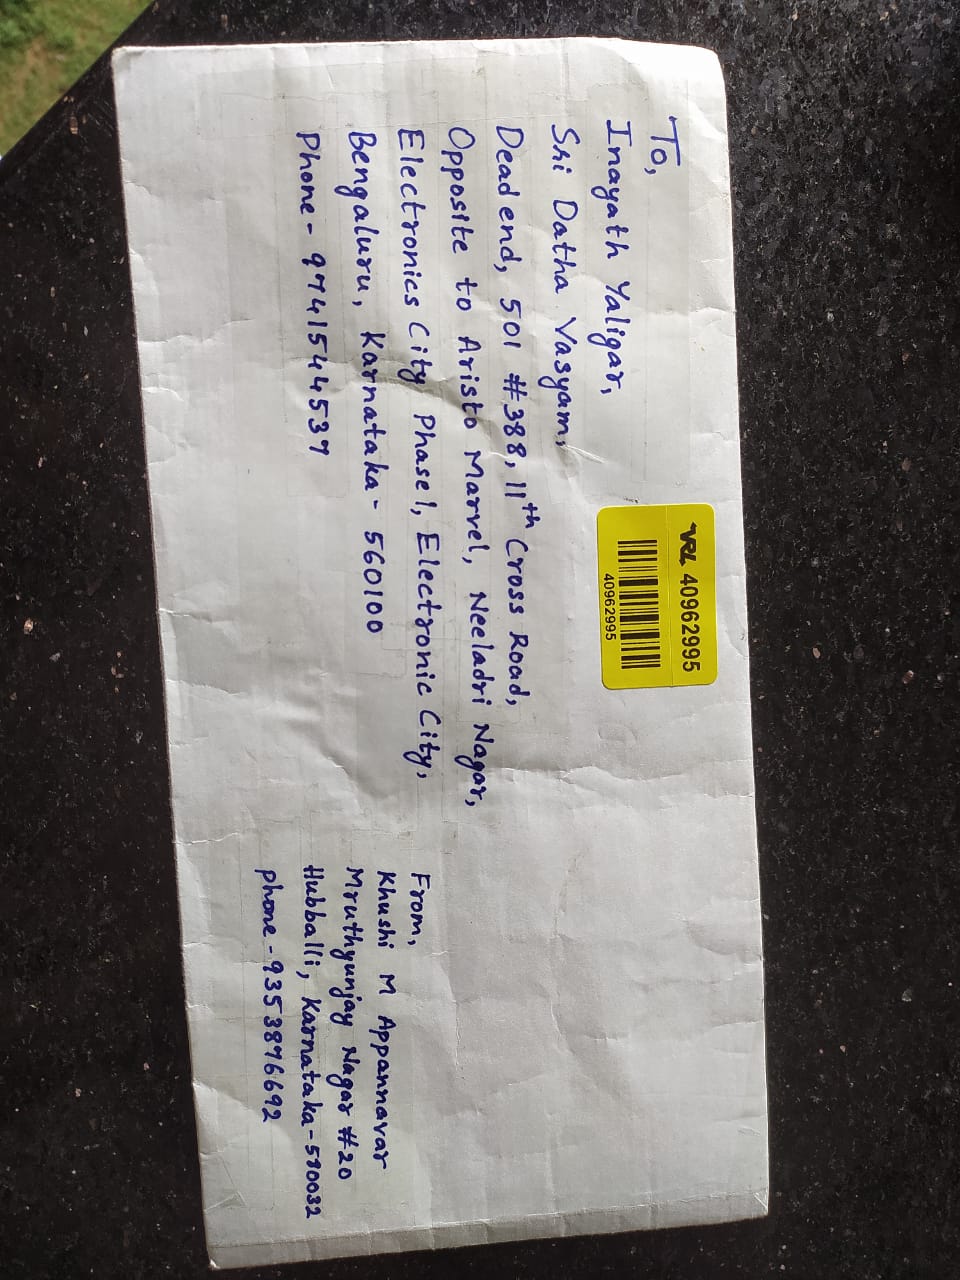 VRL 40962995
40962995
To,
Inayath Yaligar,
Sri Datha Vasyam,
Dead end, 501 #388, 11th Cross Road,
Opposite to Aristo Marvel, Neeladri Nagar,
Electronics City Phase 1, Electronic City,
Bengaluru, Karnataka - 560100
Phone - 9741544537
From,
Khushi M Appannavar
Mruthyunjay Nagar #20
Hubballi, Karnataka - 580032
phone - 9353876692